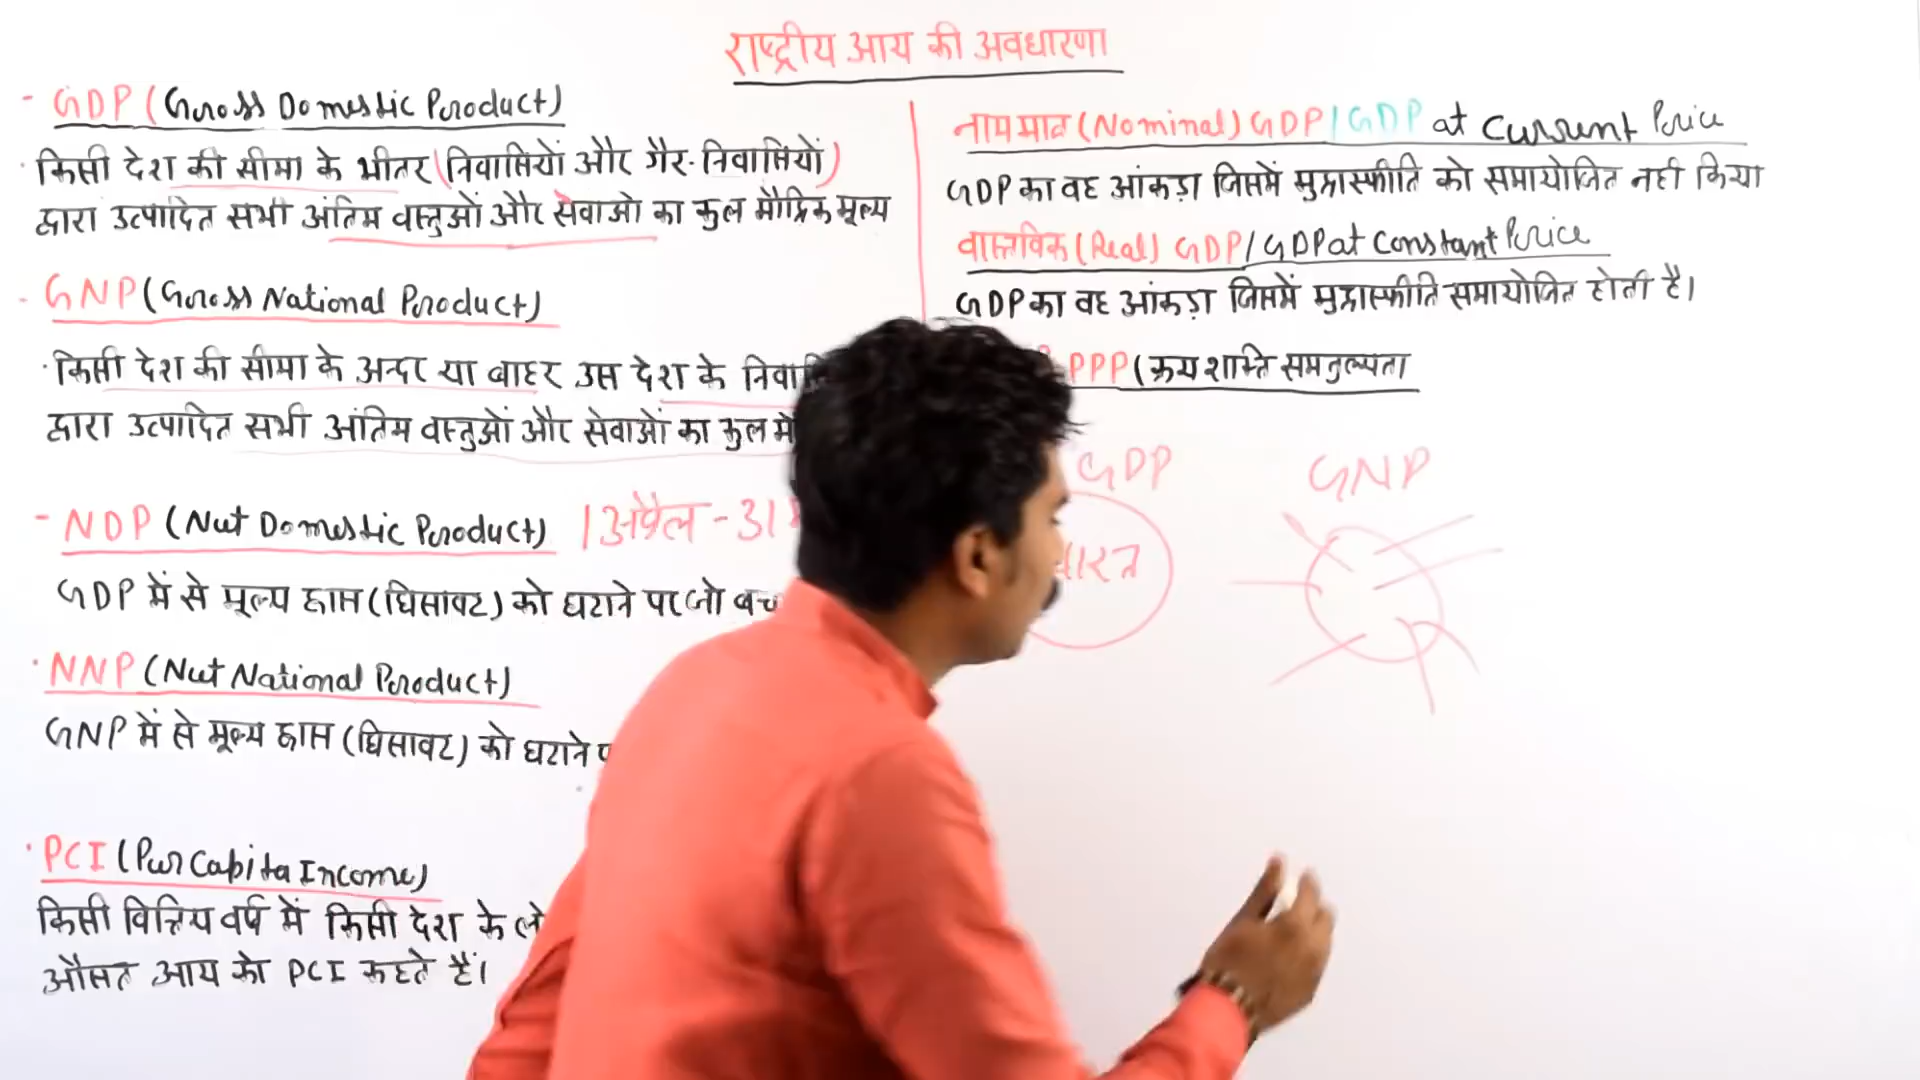 राष्ट्रीय आय की अवधारणा
- GDP (Gross Domestic Product)
· किसी देश की सीमा के भीतर (निवासियों और गैर-निवासियों)
द्वारा उत्पादित सभी अंतिम वस्तुओं और सेवाओ का कुल मौद्रिक मूल्य
- GNP (Gross National Product)
· किसी देश की सीमा के अन्दर या बाहर उस देश के
द्वारा उत्पादित सभी अंतिम वस्तुओं और सेवाओं का कुल
- NDP (Net Domestic Product) 1 अप्रैल - 31
GDP में से मूल्य ह्रास (घिसावट) को घटाने पर जो
· NNP (Net National Product)
GNP में से मूल्य ह्रास (घिसावट) को घटाने
· PCI (Per Capita Income)
किसी वित्तिय वर्ष में किसी देश के
औसत आय को PCI कहते हैं।
नाममात्र (Nominal) GDP / GDP at Current Price
GDP का वह आंकड़ा जिसमें मुद्रास्फीति को समायोजित नही किया
वास्तविक (Real) GDP / GDP at Constant Price
GDP का वह आंकड़ा जिसमें मुद्रास्फीति समायोजित होती है।
PPP (क्रय शक्ति समतुल्यता
GDP
GNP